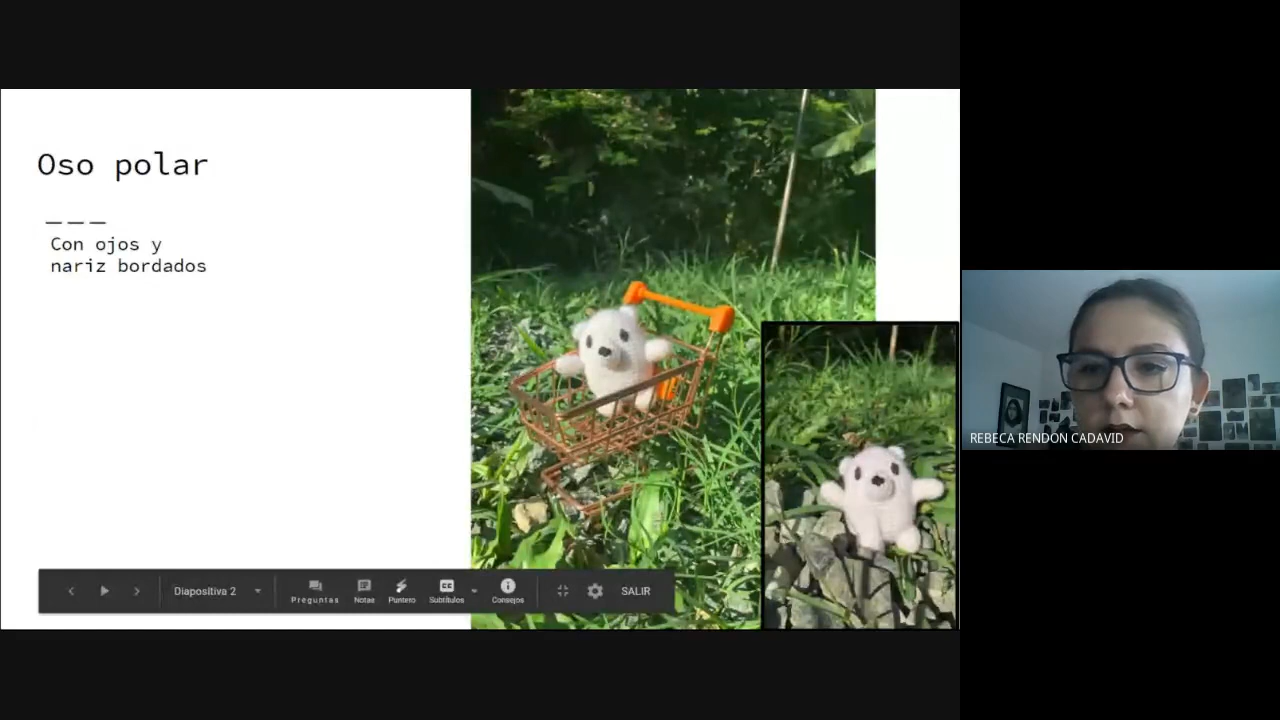 Oso polar
Con ojos y
nariz bordados
Diapositiva 2
Preguntas
Notas
Puntero
Subtítulos
Consejos
SALIR
REBECA RENDON CADAVID